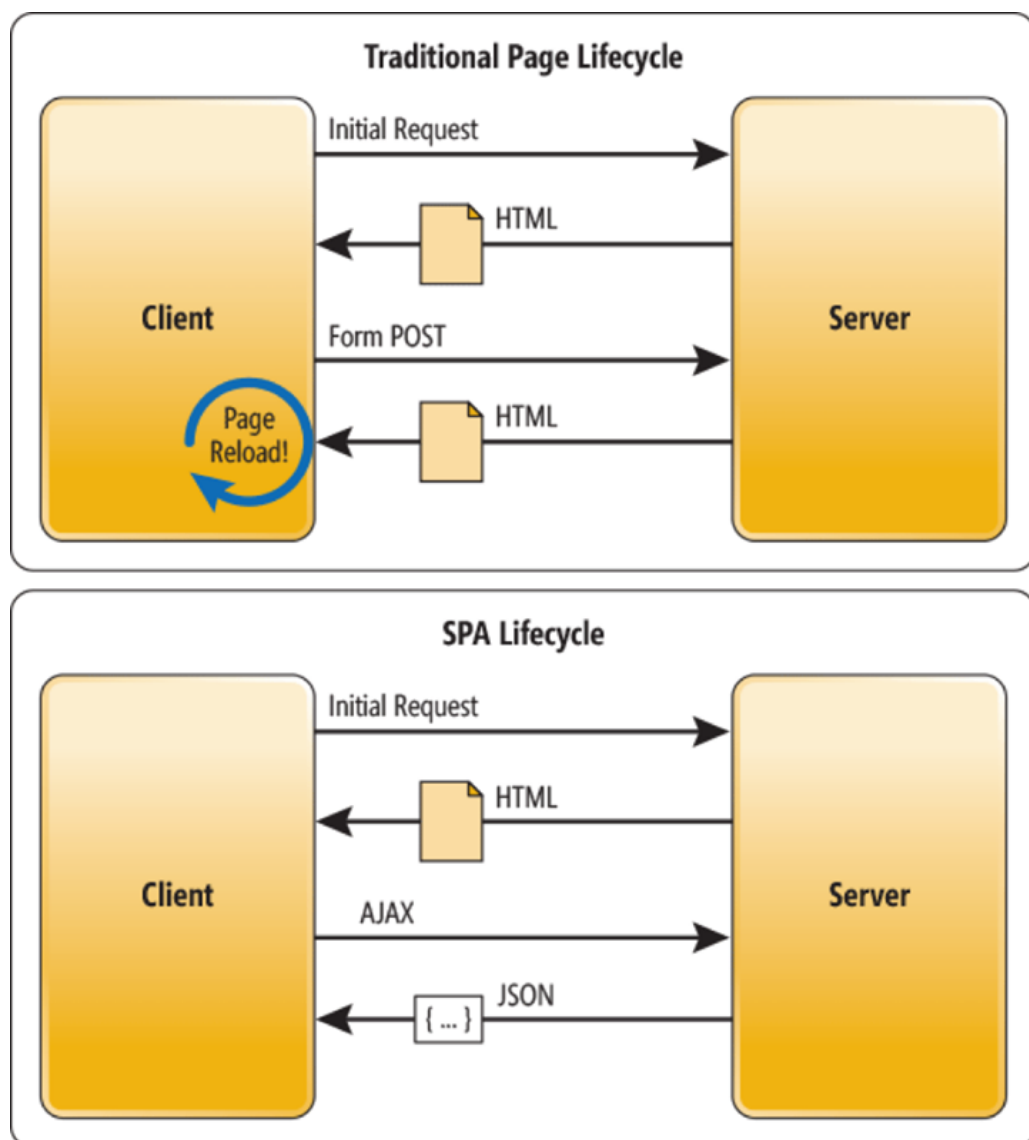 Traditional Page Lifecycle
Initial Request
HTML
Client
Server
Form POST
HTML
Page
Reload!
SPA Lifecycle
Initial Request
HTML
Client
Server
AJAX
JSON
{ ... }